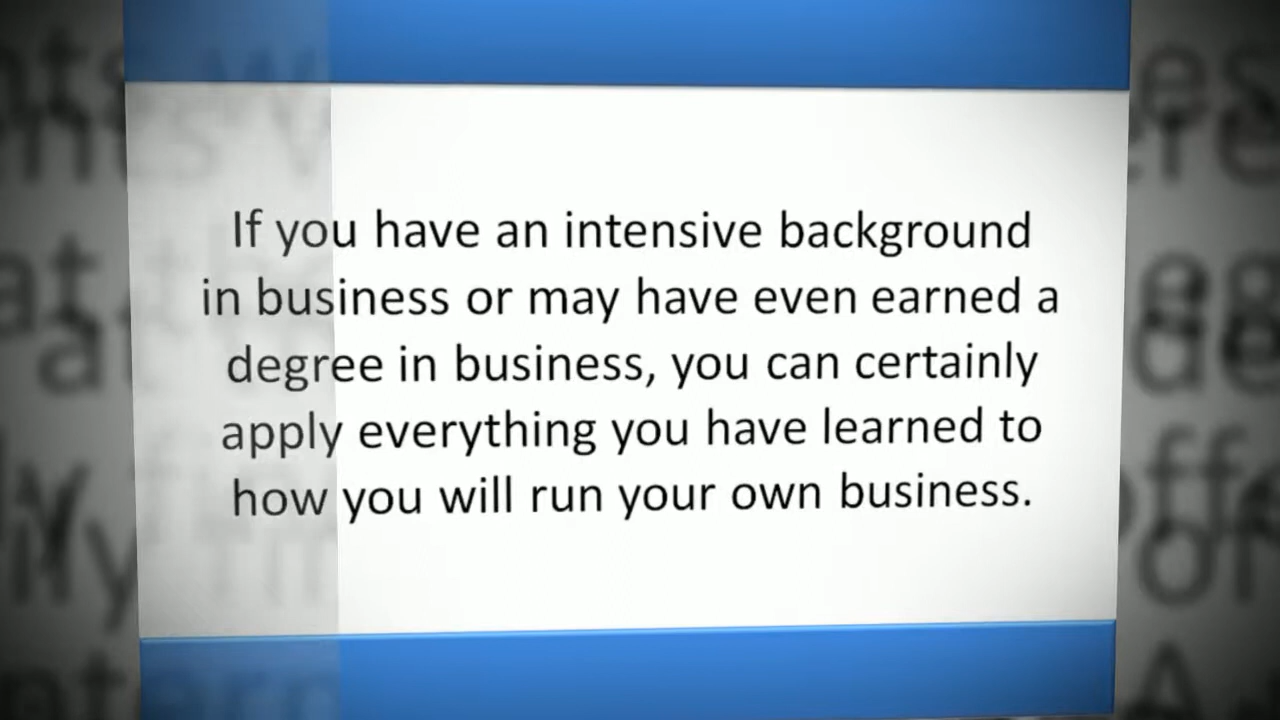 If you have an intensive background
in business or may have even earned a
degree in business, you can certainly
apply everything you have learned to
how you will run your own business.